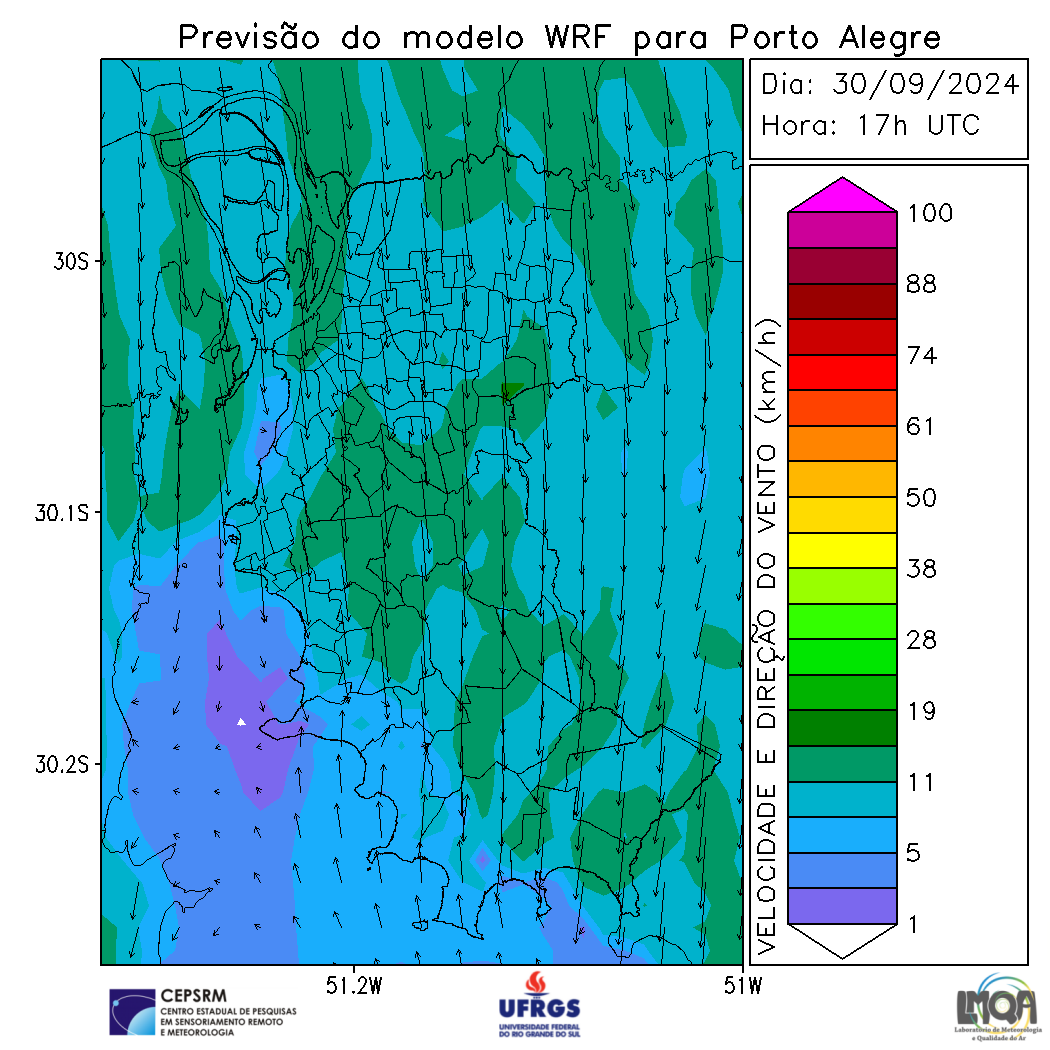 Previsão do modelo WRF para Porto Alegre
Dia: 30/09/2024
Hora: 17h UTC
30S
30.1S
30.2S
51.2W
51W
VELOCIDADE E DIREÇÃO DO VENTO (km/h)
100
88
74
61
50
38
28
19
11
5
1
CEPSRM
CENTRO ESTADUAL DE PESQUISAS
EM SENSORIAMENTO REMOTO
E METEOROLOGIA
UFRGS
UNIVERSIDADE FEDERAL
DO RIO GRANDE DO SUL
LMQA
Laboratório de Meteorologia
e Qualidade do Ar